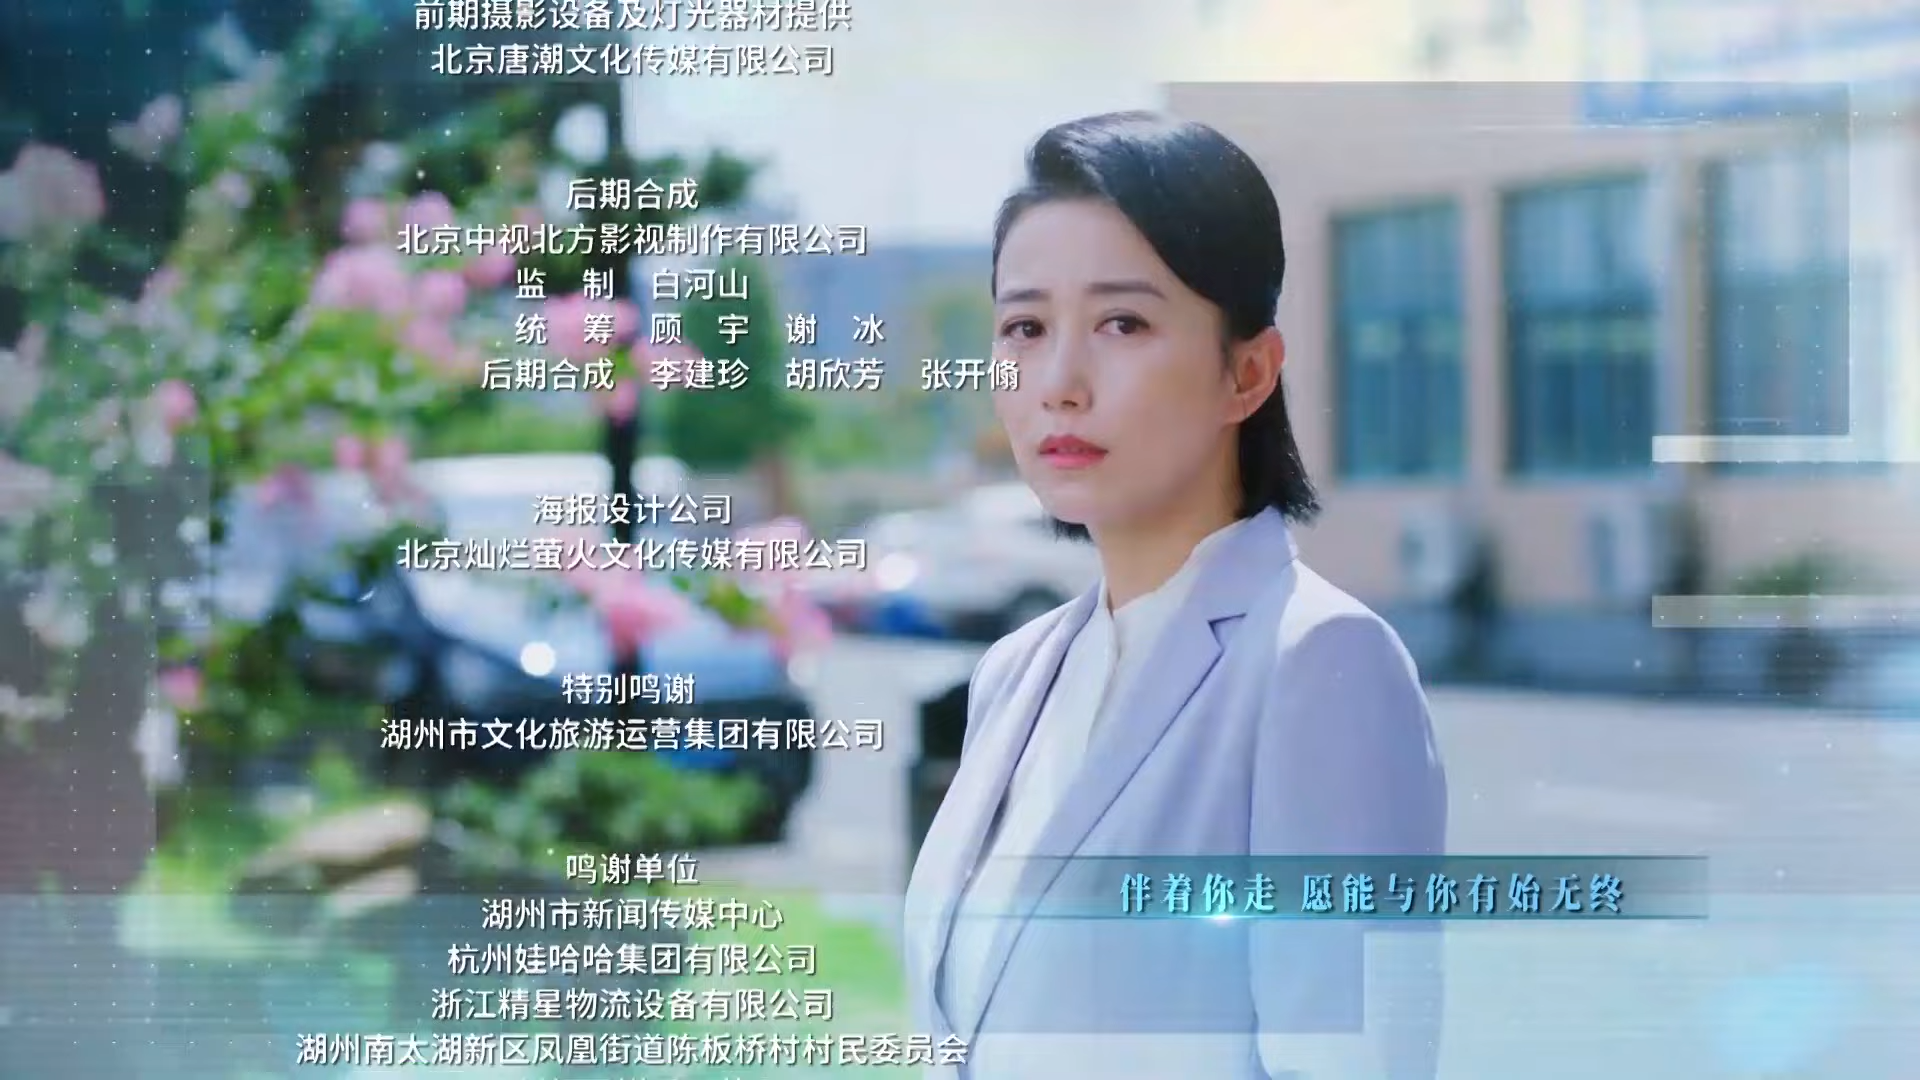 前期摄影设备及灯光器材提供
北京唐潮文化传媒有限公司
后期合成
北京中视北方影视制作有限公司
监 制 白河山
统 筹 顾 宇 谢 冰
后期合成 李建珍 胡欣芳 张开翛
海报设计公司
北京灿烂萤火文化传媒有限公司
特别鸣谢
湖州市文化旅游运营集团有限公司
鸣谢单位
湖州市新闻传媒中心
杭州娃哈哈集团有限公司
浙江精星物流设备有限公司
湖州南太湖新区凤凰街道陈板桥村村民委员会
伴着你走 愿能与你有始无终